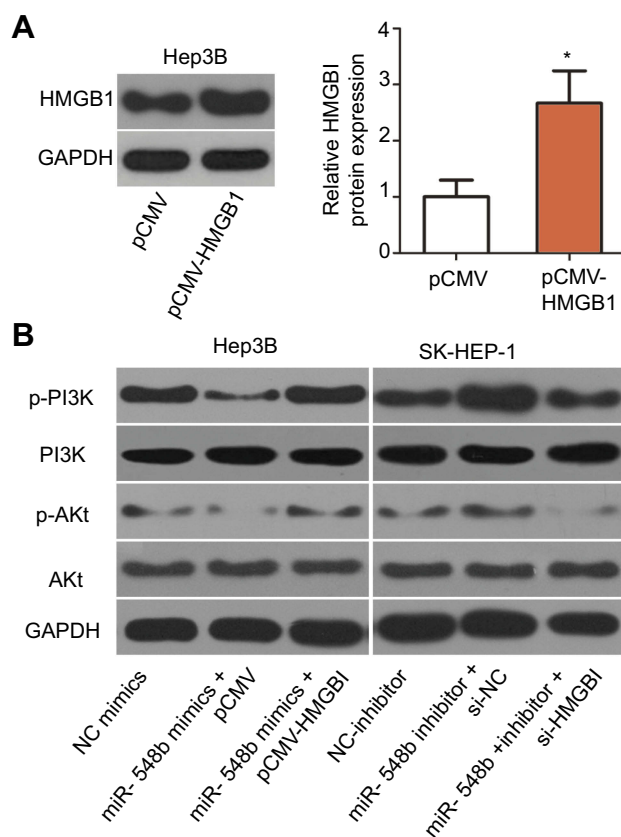 A
Hep3B
HMGB1
GAPDH
pCMV
pCMV-HMGB1
Relative HMGBI
protein expression
4
3
2
1
0
*
pCMV
pCMV-
HMGB1
B
Hep3B
SK-HEP-1
p-PI3K
PI3K
p-AKt
AKt
GAPDH
NC mimics
miR- 548b mimics +
pCMV
miR- 548b mimics +
pCMV-HMGBI
NC-inhibitor
miR- 548b inhibitor +
si-NC
miR- 548b +inhibitor +
si-HMGBI